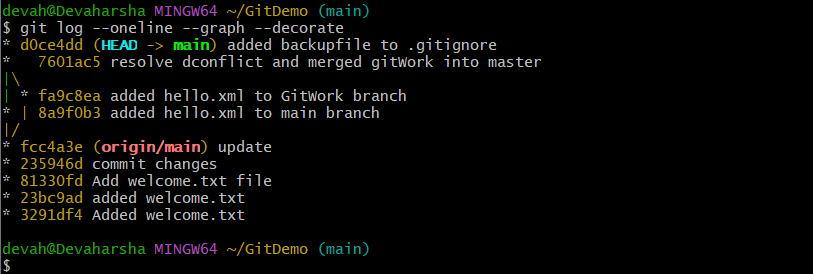 devah@Devaharsha MINGW64 ~/GitDemo (main)
$ git log --oneline --graph --decorate
* d0ce4dd (HEAD -> main) added backupfile to .gitignore
*   7601ac5 resolve dconflict and merged gitWork into master
|\
| * fa9c8ea added hello.xml to GitWork branch
* | 8a9f0b3 added hello.xml to main branch
|/
* fcc4a3e (origin/main) update
* 235946d commit changes
* 81330fd Add welcome.txt file
* 23bc9ad added welcome.txt
* 3291df4 Added welcome.txt
devah@Devaharsha MINGW64 ~/GitDemo (main)
$